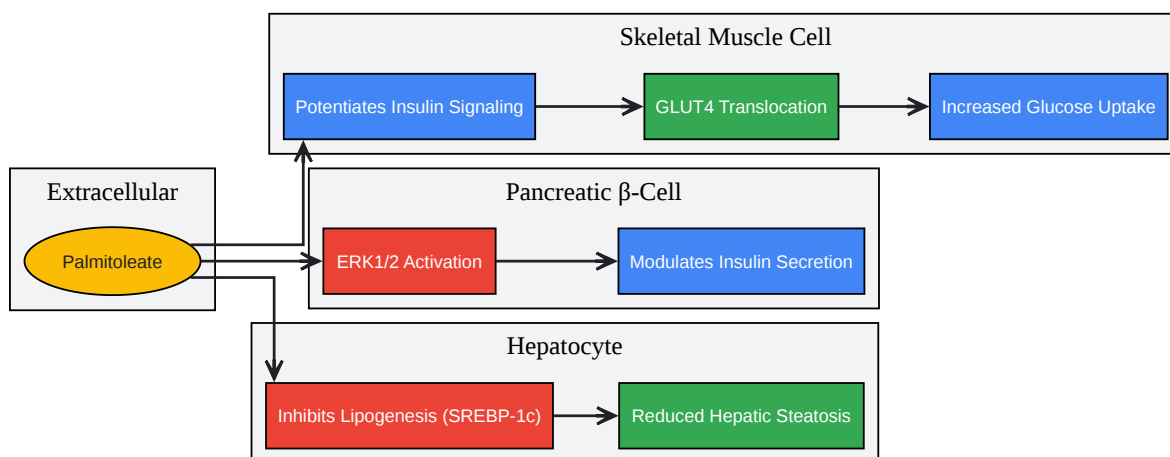 Skeletal Muscle Cell
Potentiates Insulin Signaling
GLUT4 Translocation
Increased Glucose Uptake
Extracellular
Palmitoleate
Pancreatic β-Cell
ERK1/2 Activation
Modulates Insulin Secretion
Hepatocyte
Inhibits Lipogenesis (SREBP-1c)
Reduced Hepatic Steatosis